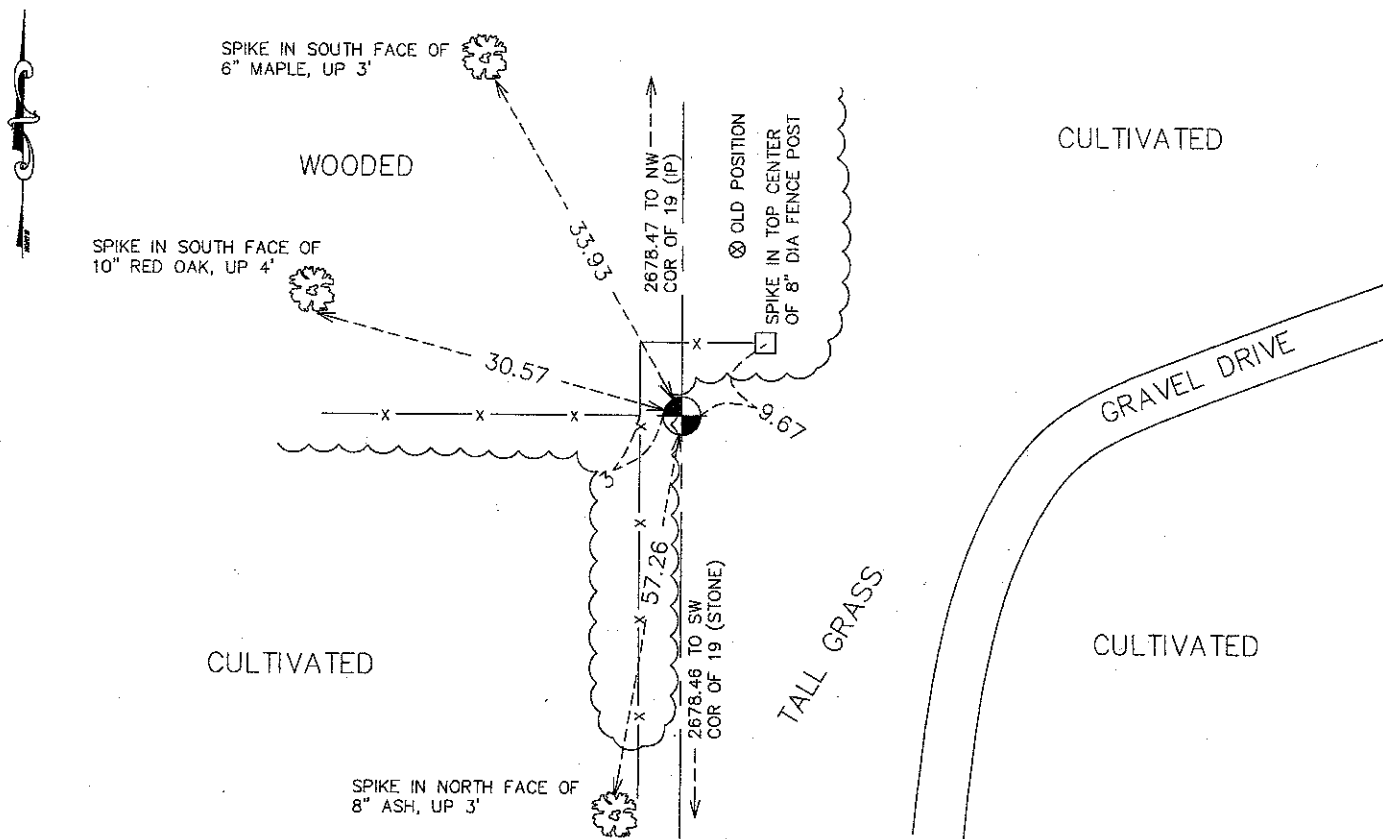 SPIKE IN SOUTH FACE OF
6" MAPLE, UP 3'
WOODED
33.93
2678.47 TO NW
COR OF 19 (IP)
⊗ OLD POSITION
SPIKE IN TOP CENTER
OF 8" DIA FENCE POST
CULTIVATED
SPIKE IN SOUTH FACE OF
10" RED OAK, UP 4'
30.57
9.67
GRAVEL DRIVE
3
57.26
2678.46 TO SW
COR OF 19 (STONE)
TALL GRASS
CULTIVATED
CULTIVATED
SPIKE IN NORTH FACE OF
8" ASH, UP 3'